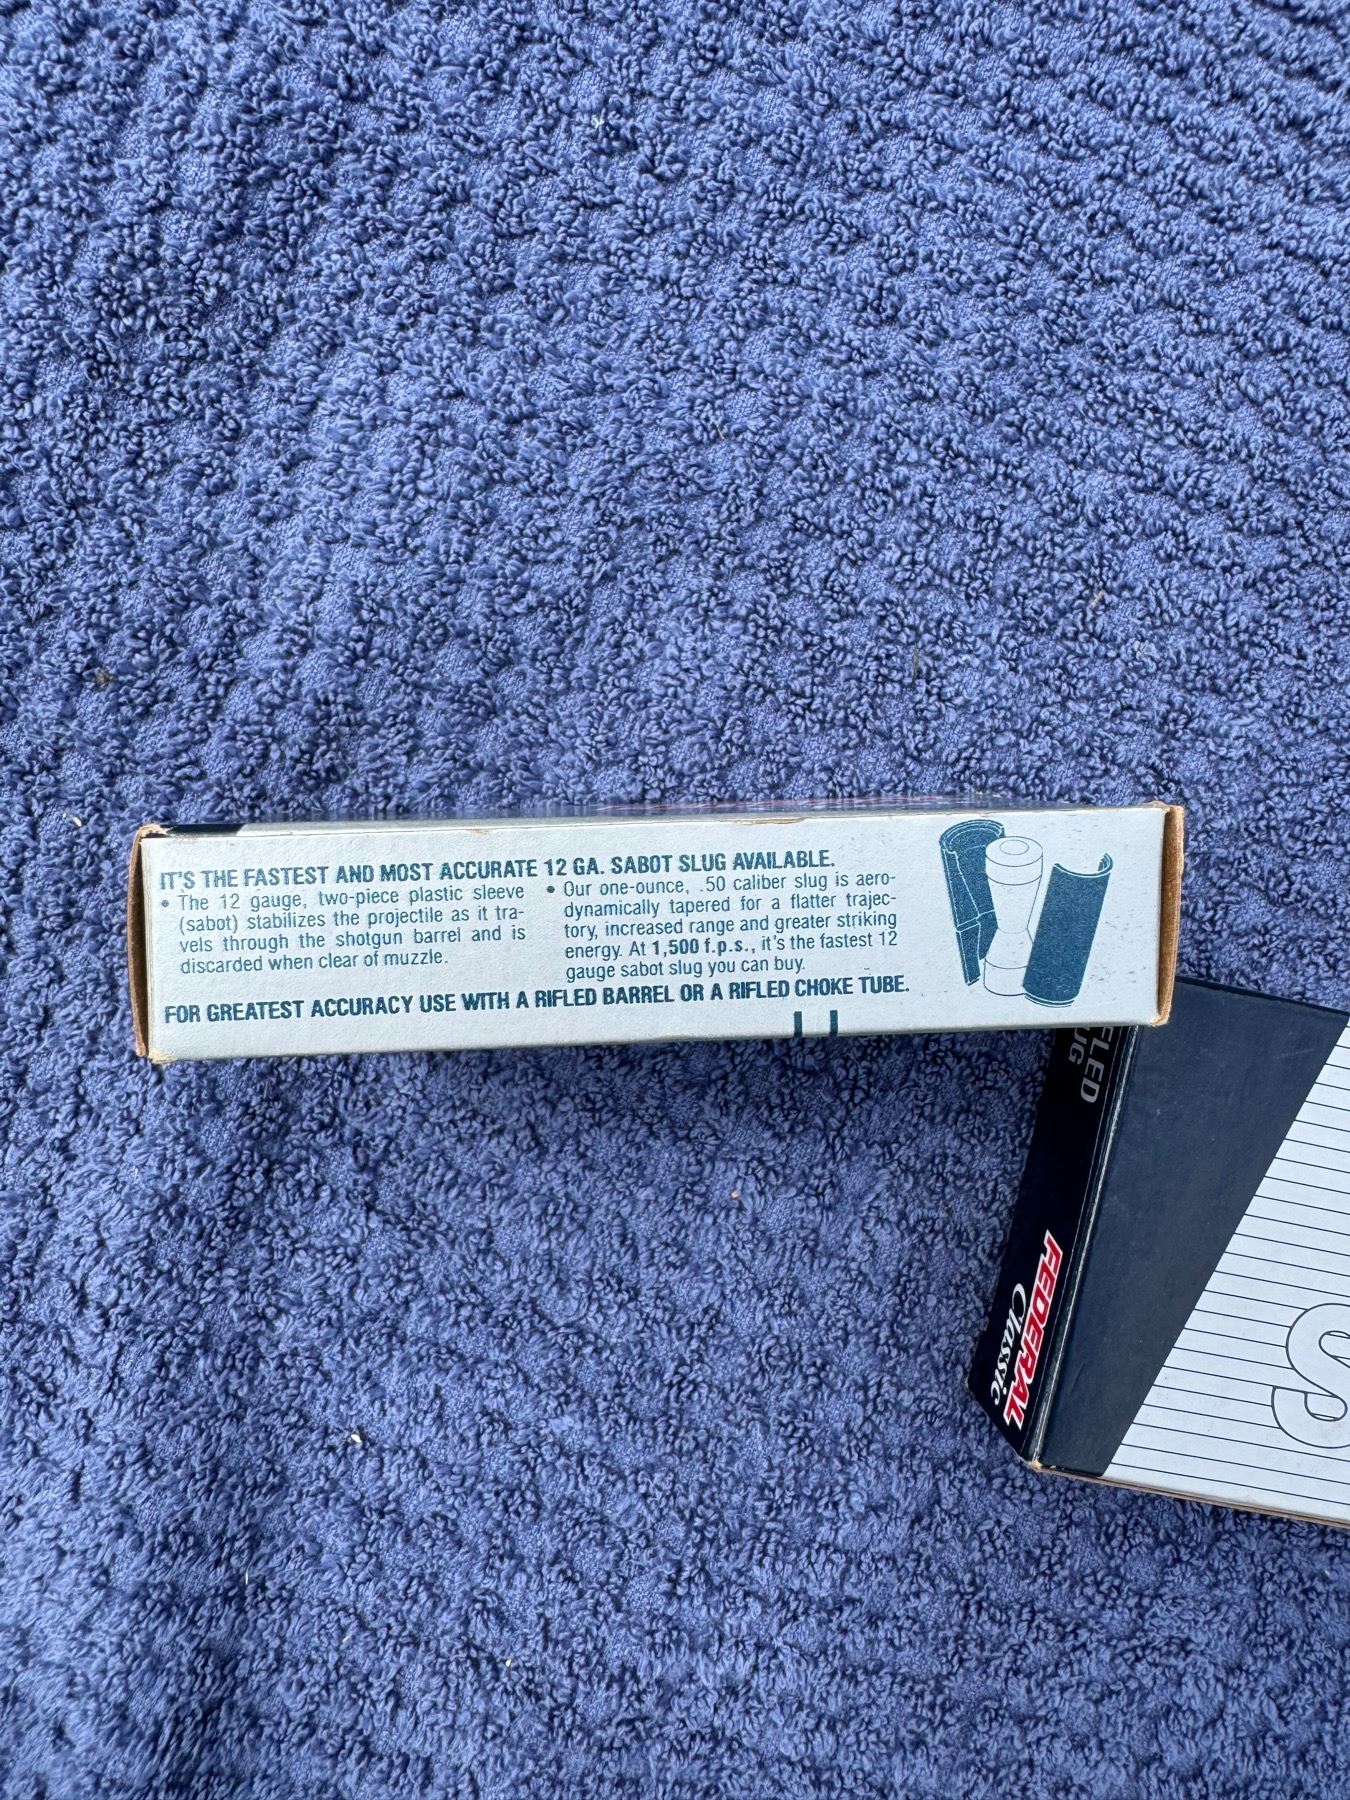 IT'S THE FASTEST AND MOST ACCURATE 12 GA. SABOT SLUG AVAILABLE.
• The 12 gauge, two-piece plastic sleeve
(sabot) stabilizes the projectile as it tra-
vels through the shotgun barrel and is
discarded when clear of muzzle.
• Our one-ounce, .50 caliber slug is aero-
dynamically tapered for a flatter trajec-
tory, increased range and greater striking
energy. At 1,500 f.p.s., it's the fastest 12
gauge sabot slug you can buy.
FOR GREATEST ACCURACY USE WITH A RIFLED BARREL OR A RIFLED CHOKE TUBE.
FEDERAL
Classic
S